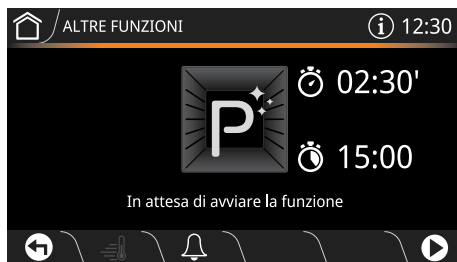 ALTRE FUNZIONI
i 12:30
P
02:30'
15:00
In attesa di avviare la funzione